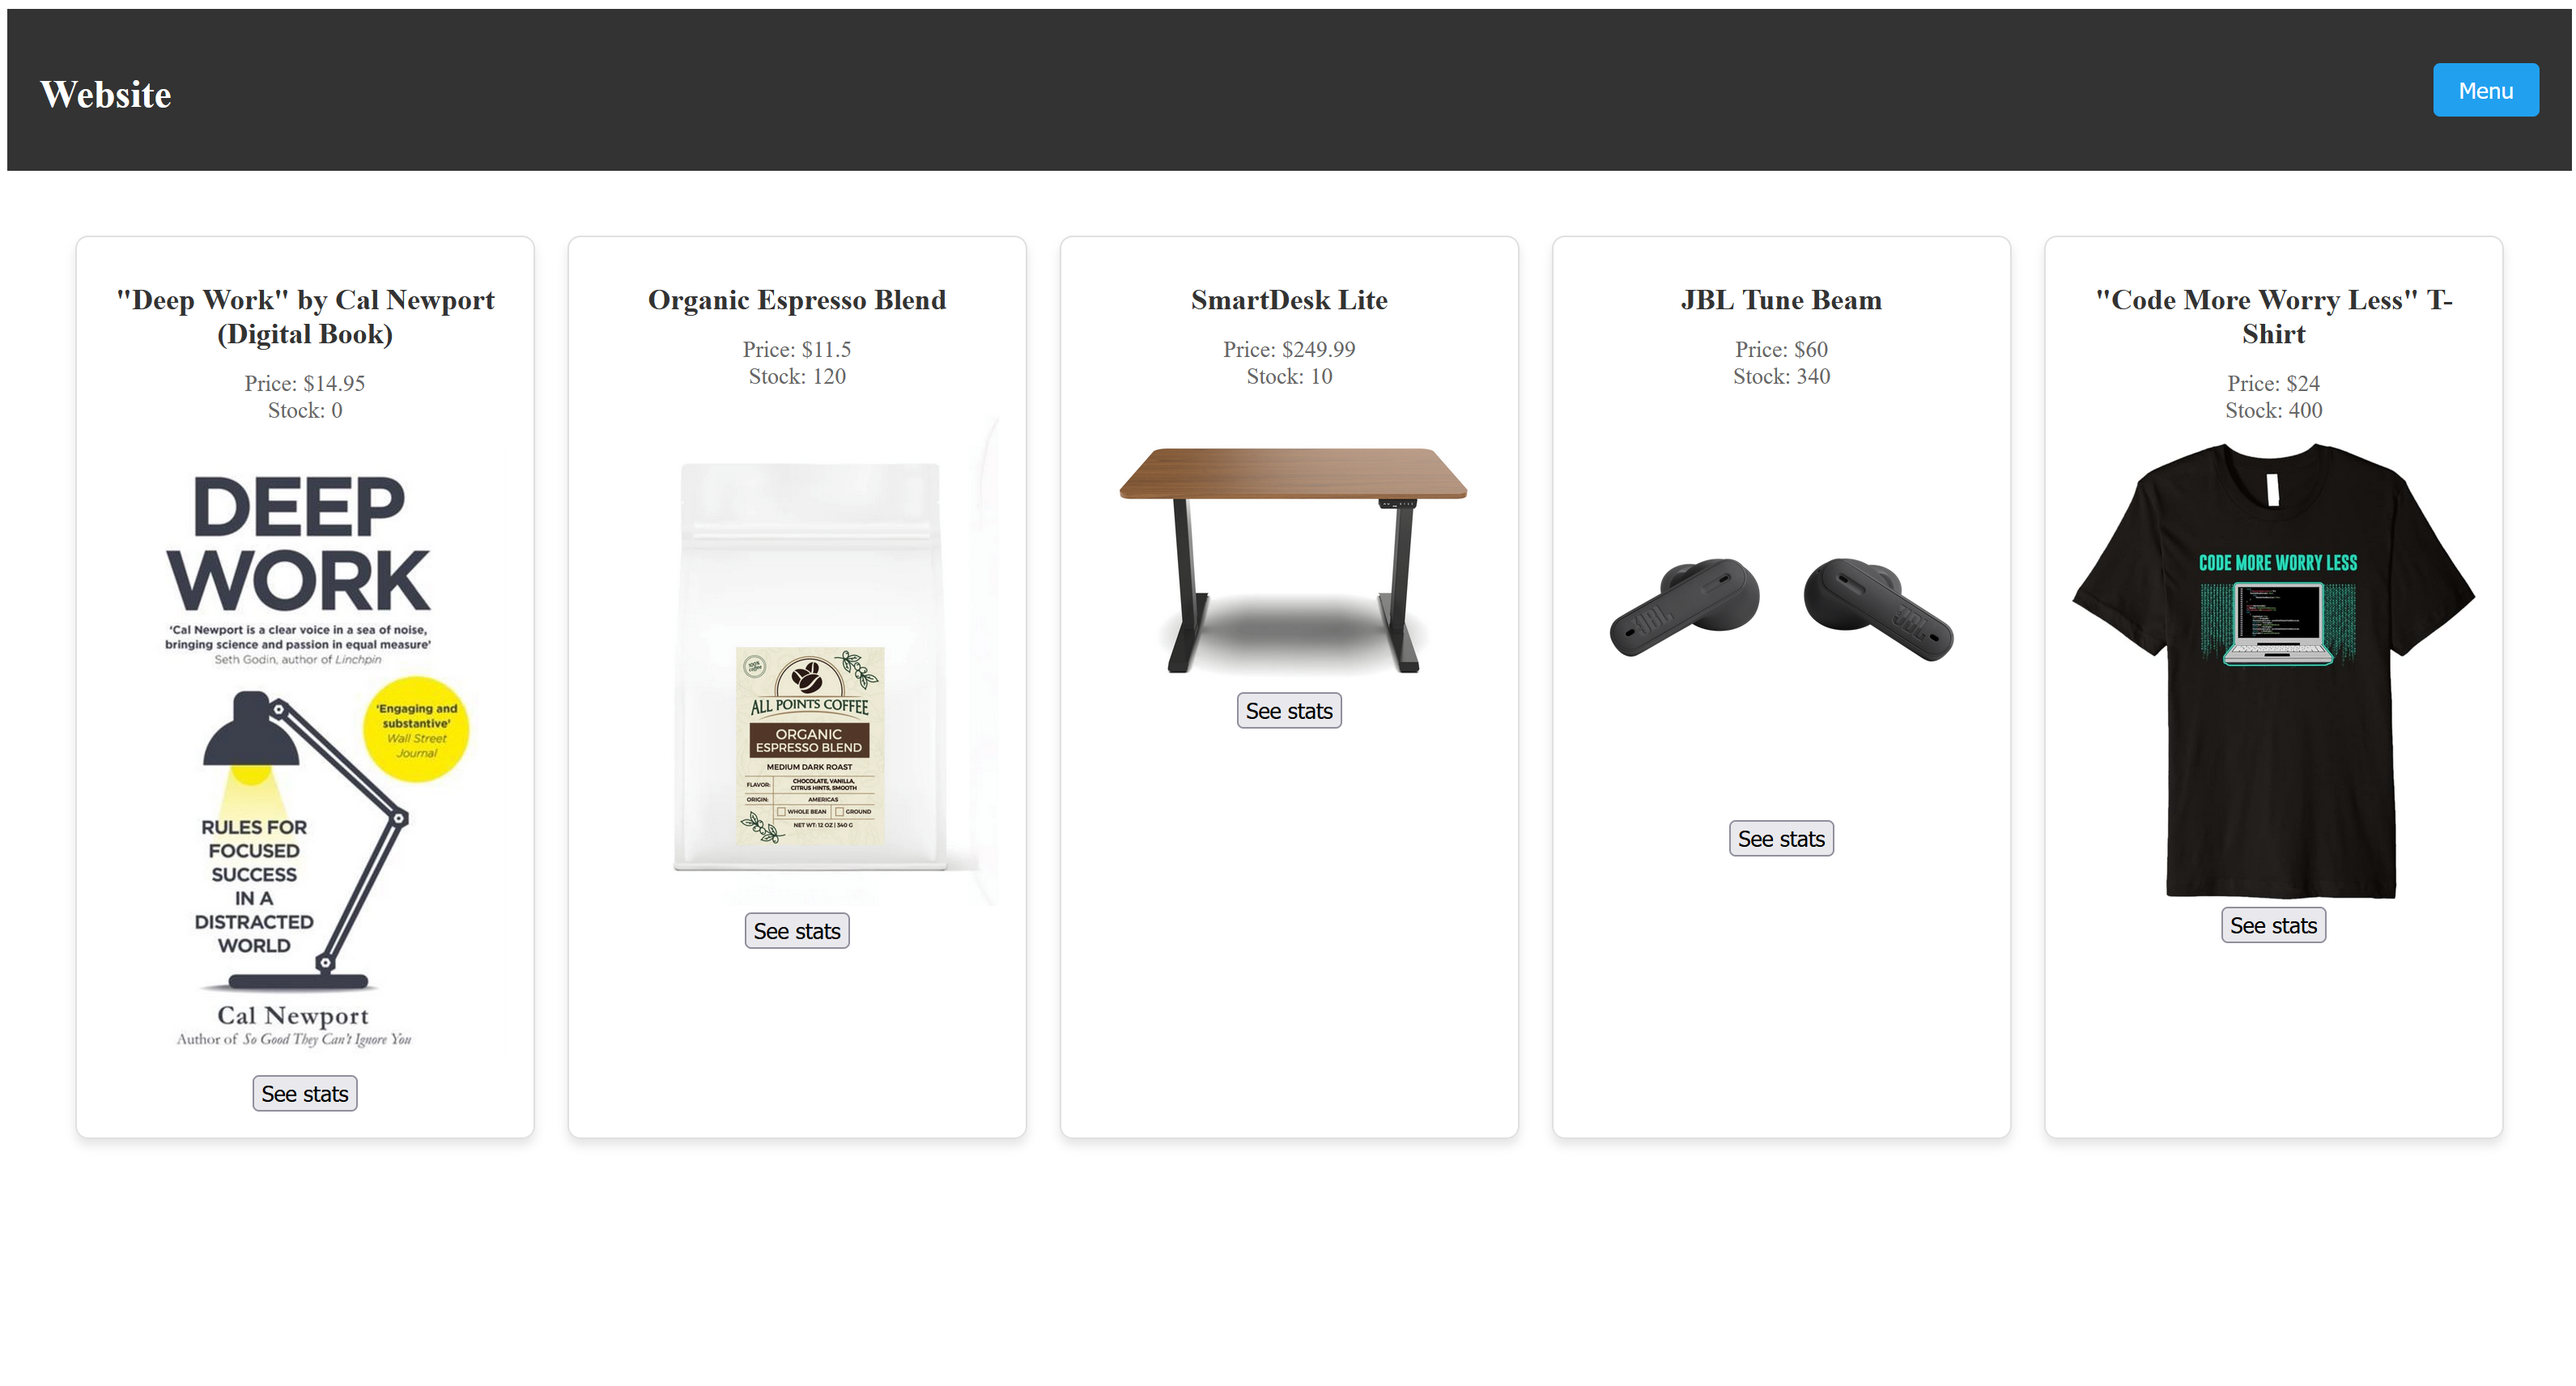 Website
Menu
"Deep Work" by Cal Newport
(Digital Book)
Price: $14.95
Stock: 0
DEEP
WORK
'Cal Newport is a clear voice in a sea of noise,
bringing science and passion in equal measure'
Seth Godin, author of Linchpin
'Engaging and
substantive'
Wall Street
Journal
RULES FOR
FOCUSED
SUCCESS
IN A
DISTRACTED
WORLD
Cal Newport
Author of So Good They Can't Ignore You
See stats
Organic Espresso Blend
Price: $11.5
Stock: 120
100%
coffee
ALL POINTS COFFEE
ORGANIC
ESPRESSO BLEND
MEDIUM DARK ROAST
FLAVOR: CHOCOLATE, VANILLA,
CITRUS HINTS, SMOOTH
ORIGIN: AMERICAS
WHOLE BEAN GROUND
NET WT: 12 OZ | 340 G
See stats
SmartDesk Lite
Price: $249.99
Stock: 10
See stats
JBL Tune Beam
Price: $60
Stock: 340
JBL
JBL
See stats
"Code More Worry Less" T-
Shirt
Price: $24
Stock: 400
CODE MORE WORRY LESS
See stats